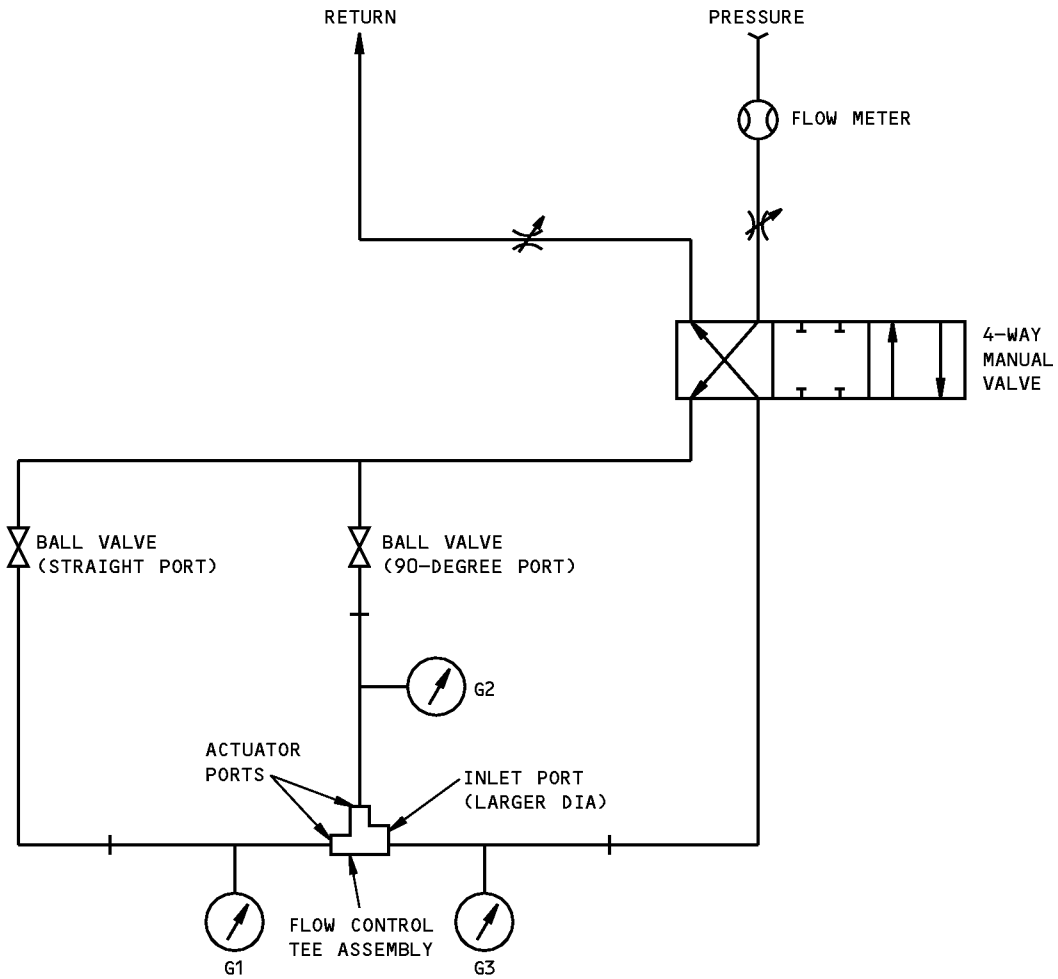 RETURN
PRESSURE
FLOW METER
4-WAY
MANUAL
VALVE
BALL VALVE
(STRAIGHT PORT)
BALL VALVE
(90-DEGREE PORT)
G2
ACTUATOR
PORTS
INLET PORT
(LARGER DIA)
FLOW CONTROL
TEE ASSEMBLY
G1
G3